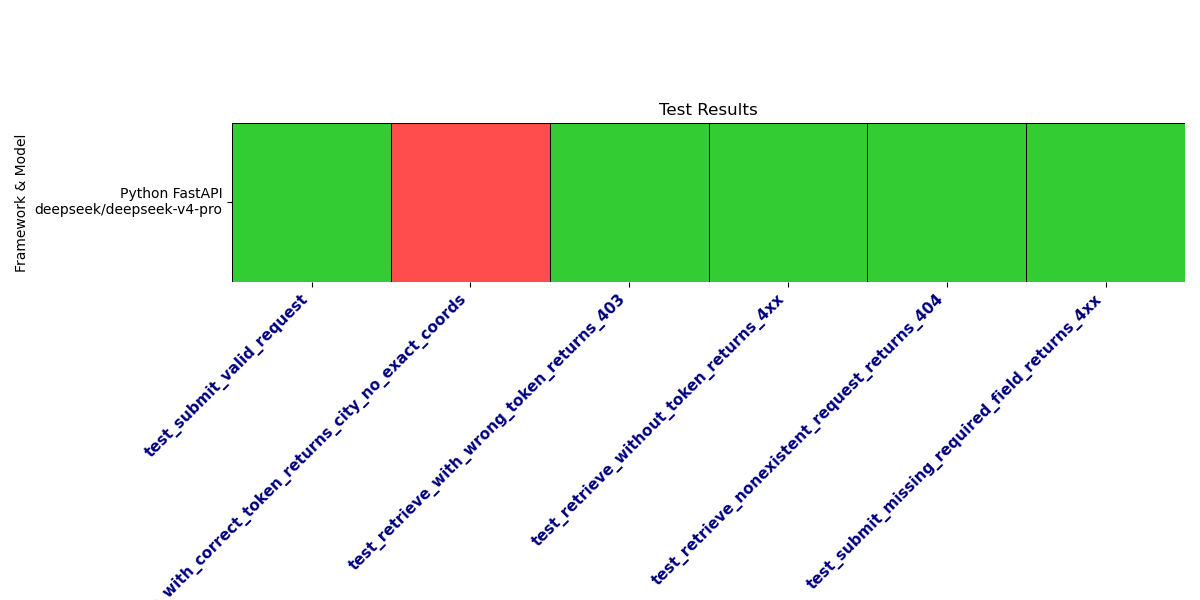 Test Results
Framework & Model
Python FastAPI
deepseek/deepseek-v4-pro
test_submit_valid_request
with_correct_token_returns_city_no_exact_coords
test_retrieve_with_wrong_token_returns_403
test_retrieve_without_token_returns_4xx
test_retrieve_nonexistent_request_returns_404
test_submit_missing_required_field_returns_4xx